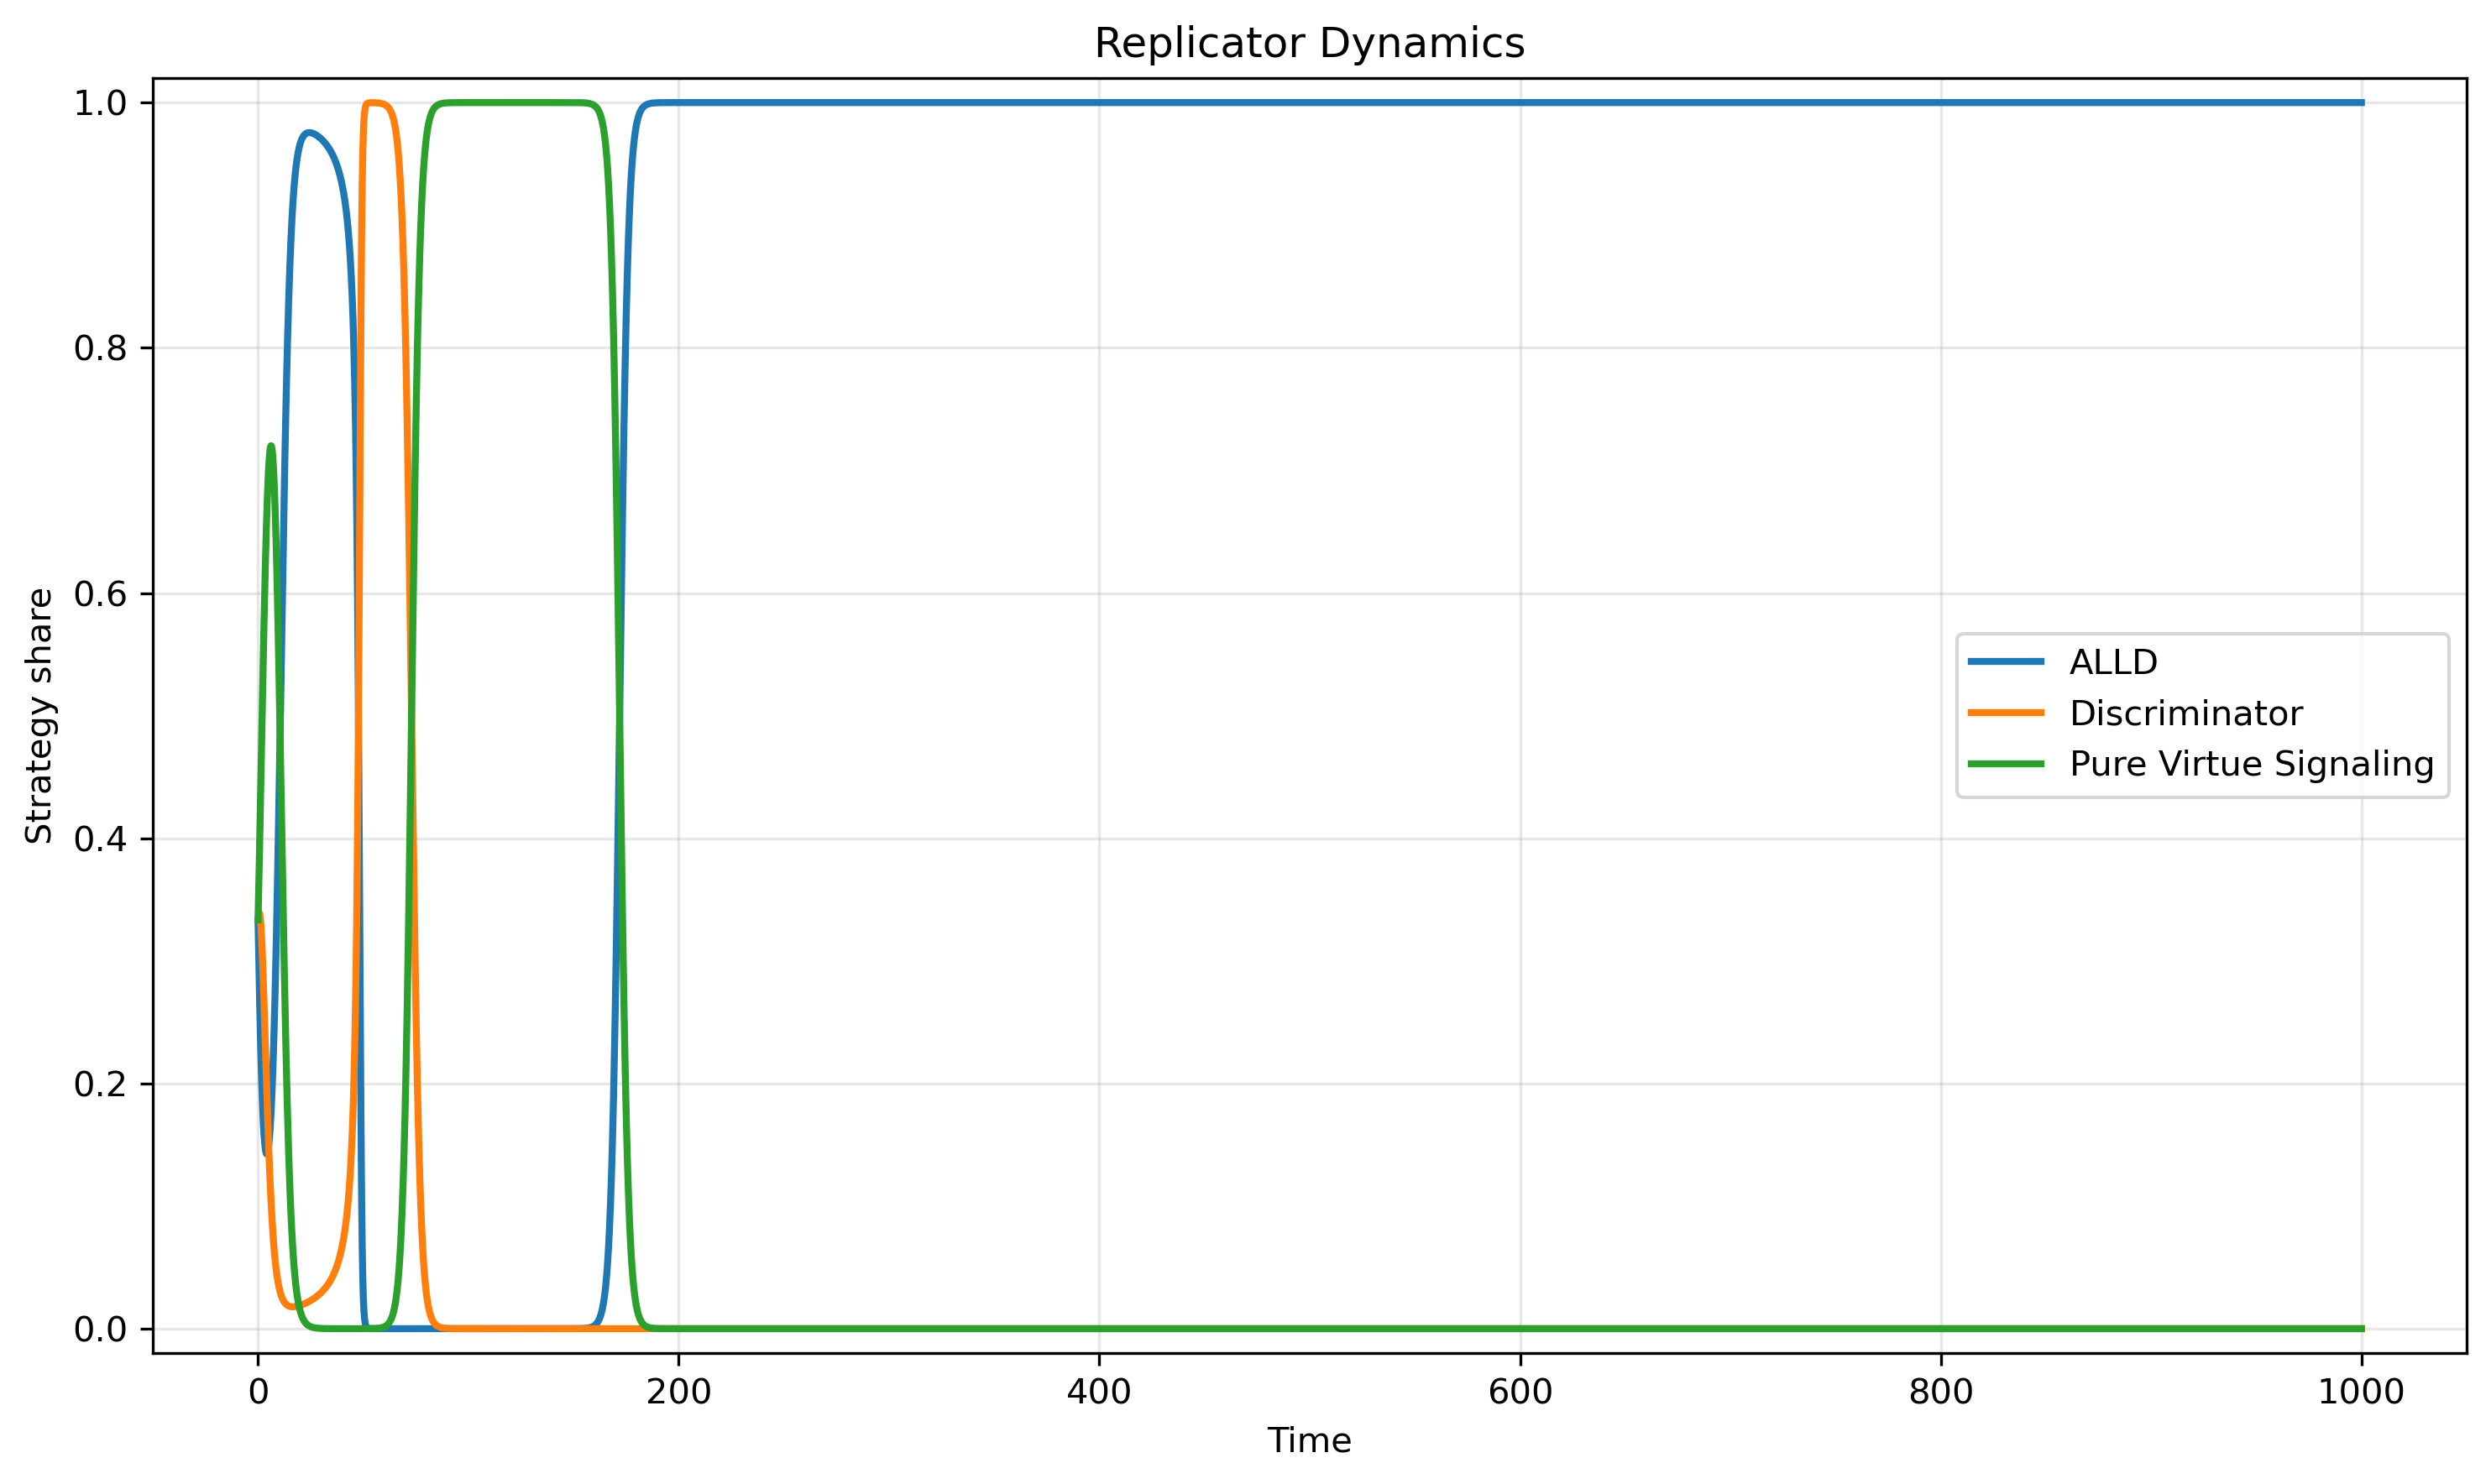 Replicator Dynamics
1.0
0.8
0.6
0.4
0.2
0.0
Strategy share
ALLD
Discriminator
Pure Virtue Signaling
0 200 400 600 800 1000
Time